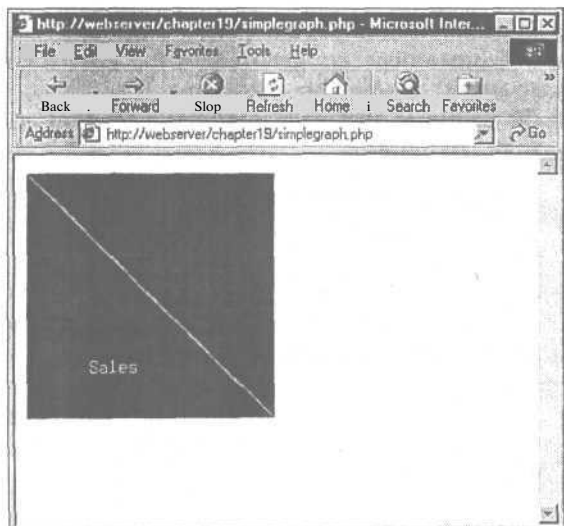 http://webserver/chapter19/simplegraph.php - Microsoft Inter...
File Edit View Favorites Tools Help
»
Back . Forward Slop Refresh Home i Search Favorites
Address http://webserver/chapter19/simplegraph.php Go
Sales